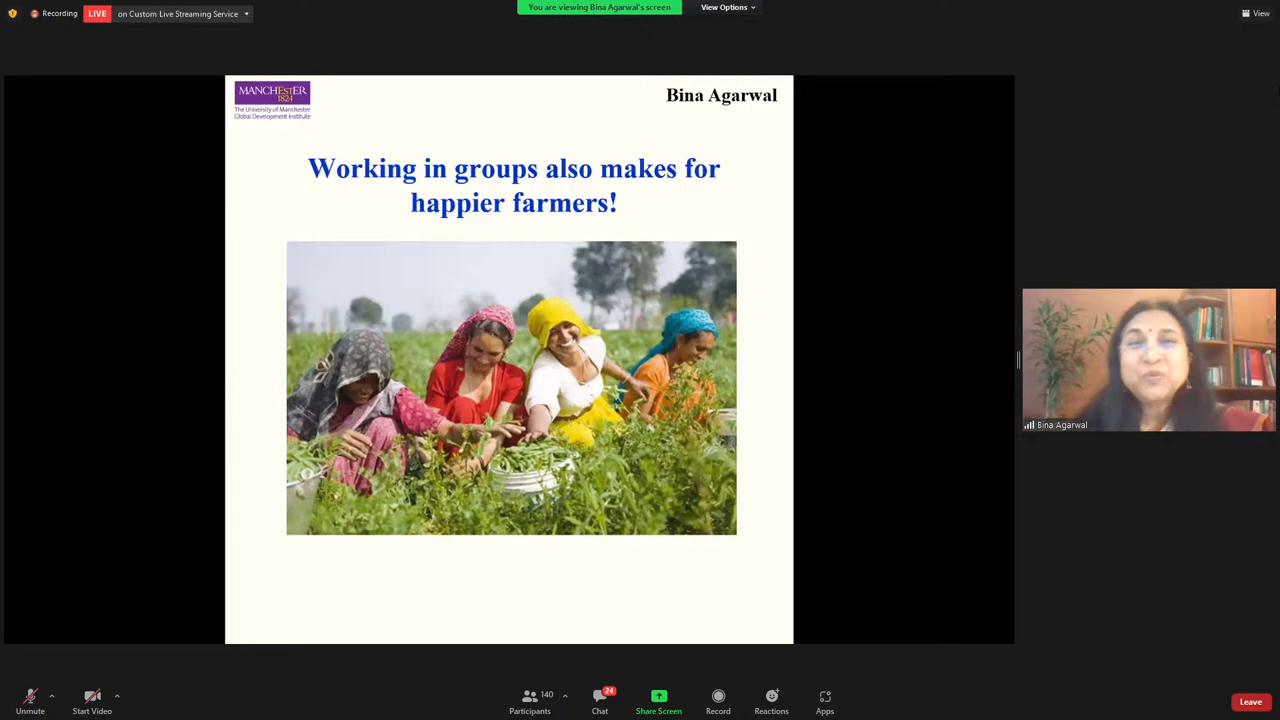 Recording
LIVE
on Custom Live Streaming Service
You are viewing Bina Agarwal's screen
View Options
View
MANCHESTER
1824
The University of Manchester
Global Development Institute
Bina Agarwal
Working in groups also makes for
happier farmers!
Bina Agarwal
Unmute
Start Video
140
Participants
24
Chat
Share Screen
Record
Reactions
Apps
Leave